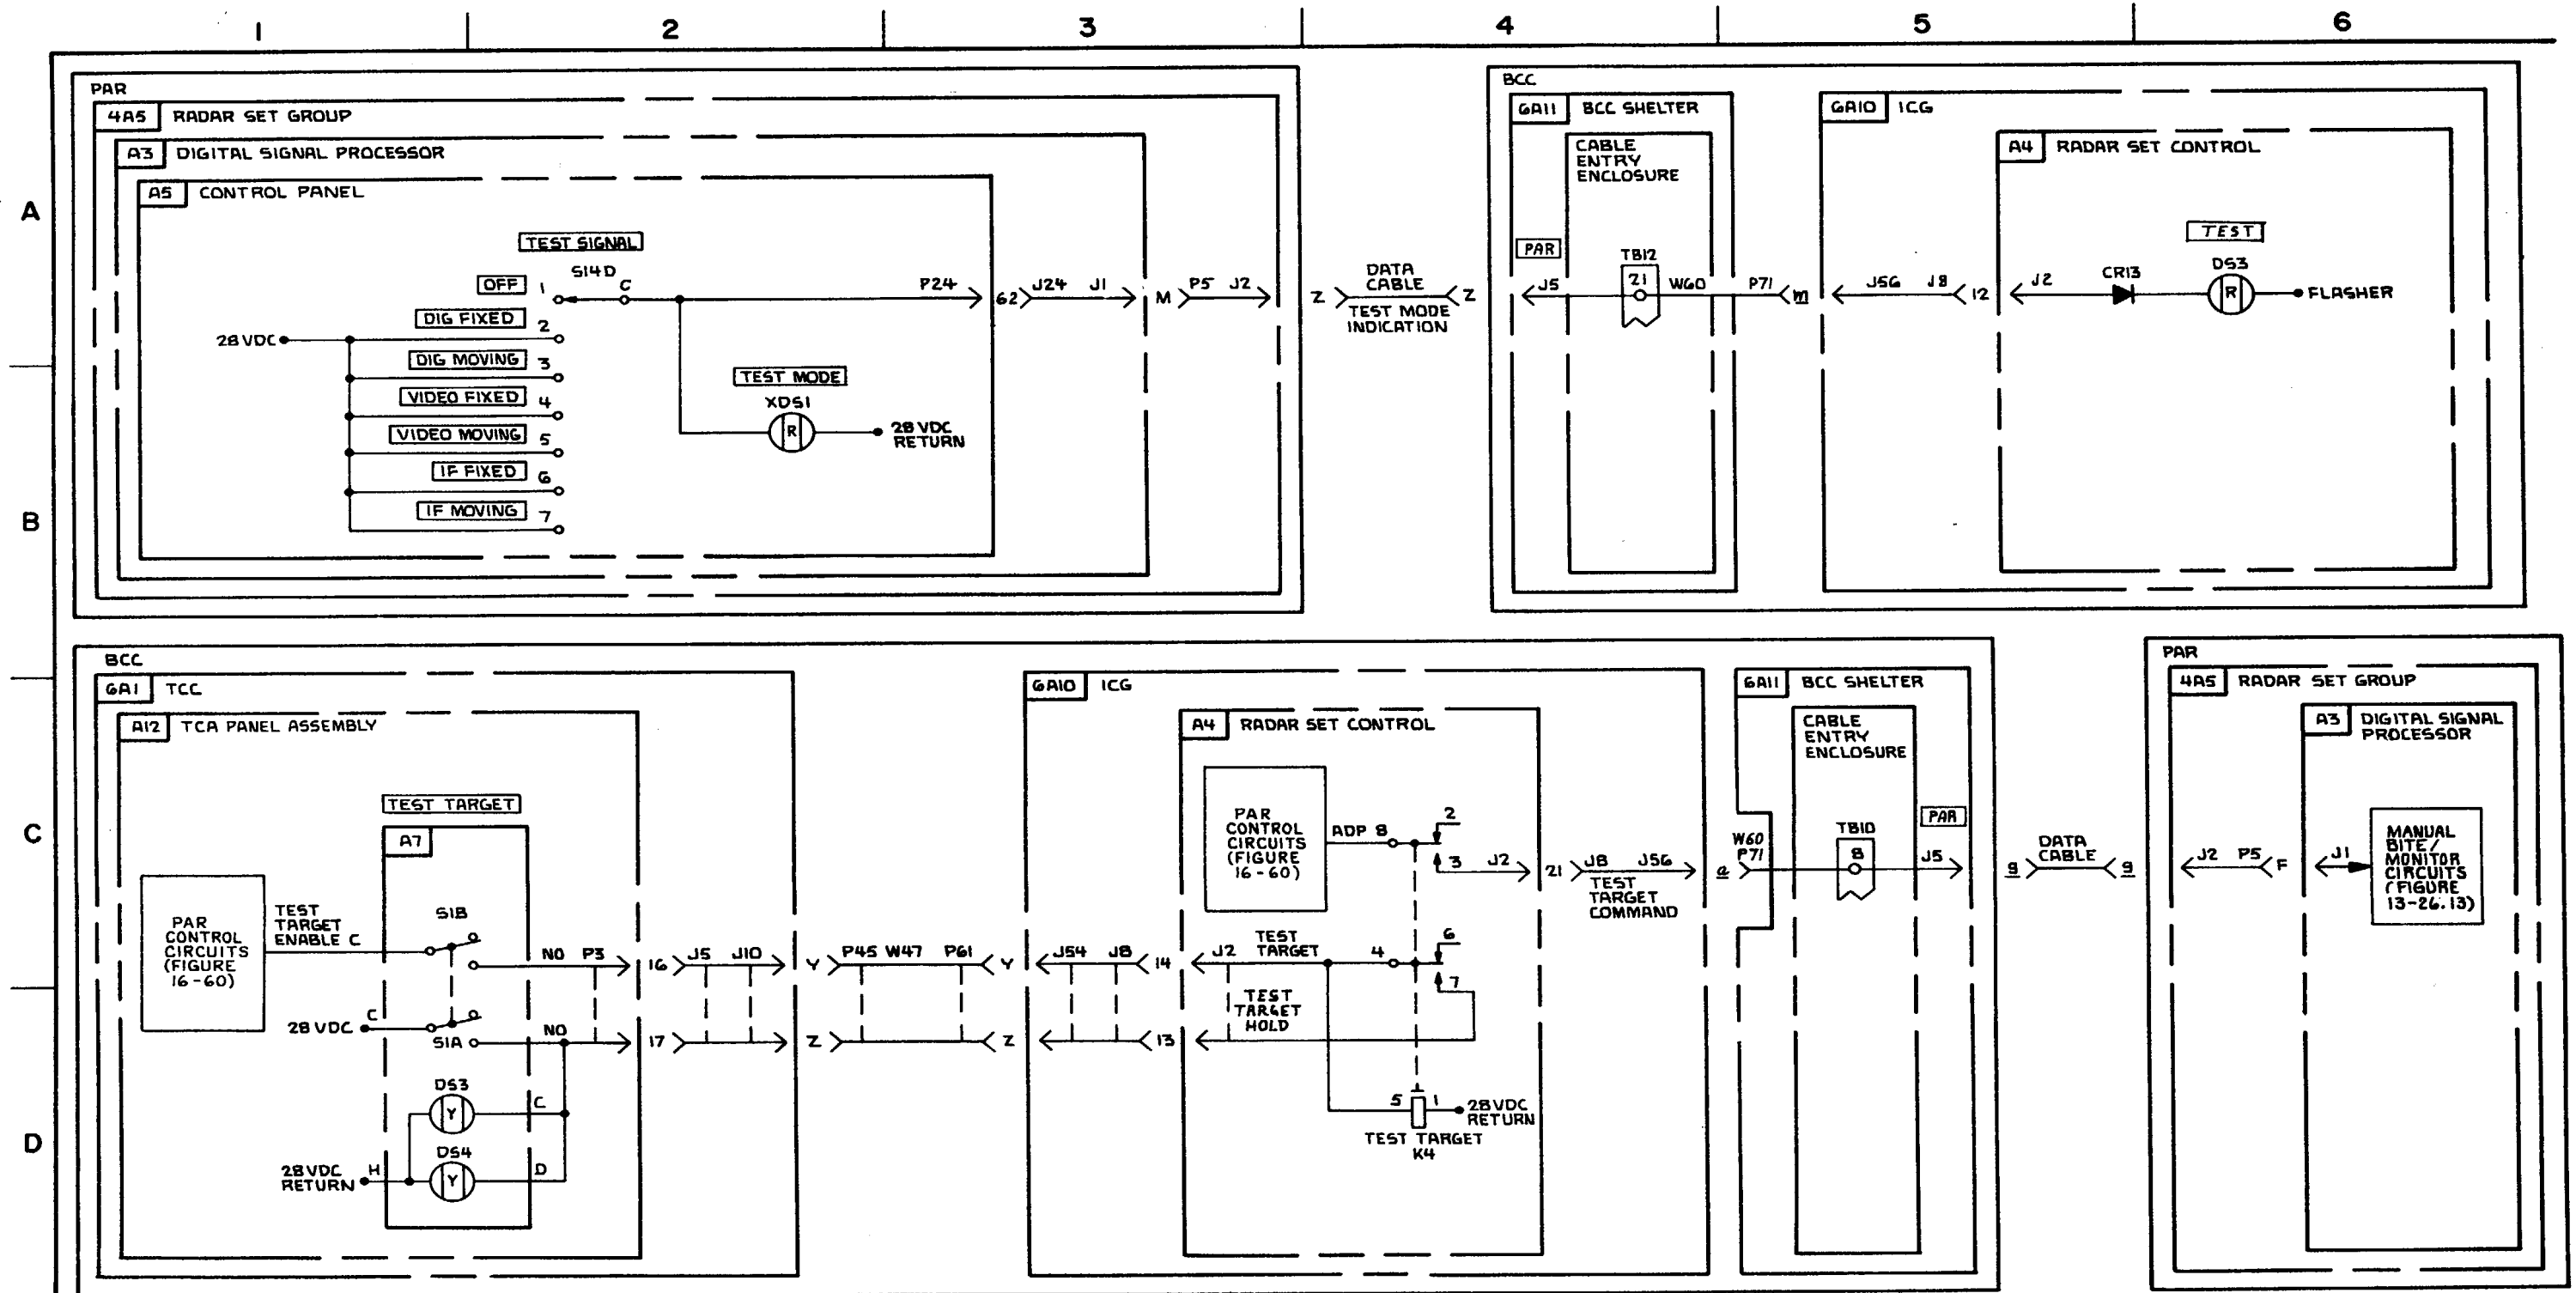 1 2 3 4 5 6
A
B
C
D
PAR
4A5 RADAR SET GROUP
A3 DIGITAL SIGNAL PROCESSOR
A5 CONTROL PANEL
TEST SIGNAL
S14D
OFF 1 C
DIG FIXED 2
28 VDC
DIG MOVING 3
VIDEO FIXED 4
VIDEO MOVING 5
IF FIXED 6
IF MOVING 7
TEST MODE
XDS1
R
28 VDC
RETURN
P24 62 J24 J1 M P5 J2
Z DATA
CABLE Z
TEST MODE
INDICATION
BCC
6A11 BCC SHELTER
CABLE
ENTRY
ENCLOSURE
PAR
J5
TB12
21
W60 P71 m
6A10 ICG
J56 J8 12
A4 RADAR SET CONTROL
TEST
J2 CR13 DS3
R
FLASHER
BCC
6A1 TCC
A12 TCA PANEL ASSEMBLY
TEST TARGET
A7
PAR
CONTROL
CIRCUITS
(FIGURE
16-60)
TEST
TARGET
ENABLE C
S1B
NO P3 16 J5 J10 Y P45 W47 P61 Y J54 J8 14
28 VDC C
S1A
NO
17 Z Z 13
DS3
Y
C
DS4
Y
D
28 VDC
RETURN
H
6A10 ICG
A4 RADAR SET CONTROL
PAR
CONTROL
CIRCUITS
(FIGURE
16-60)
ADP 8
2
3 J2 21 J8 J56
TEST
TARGET
COMMAND
J2 TEST
TARGET 4
6
7
TEST
TARGET
HOLD
5 1
28 VDC
RETURN
TEST TARGET
K4
6A11 BCC SHELTER
CABLE
ENTRY
ENCLOSURE
a
W60
P71
TB10
8
PAR
J5
g DATA
CABLE g
PAR
4A5 RADAR SET GROUP
A3 DIGITAL SIGNAL
PROCESSOR
J2 P5 F J1
MANUAL
BITE/
MONITOR
CIRCUITS
(FIGURE
13-26.13)